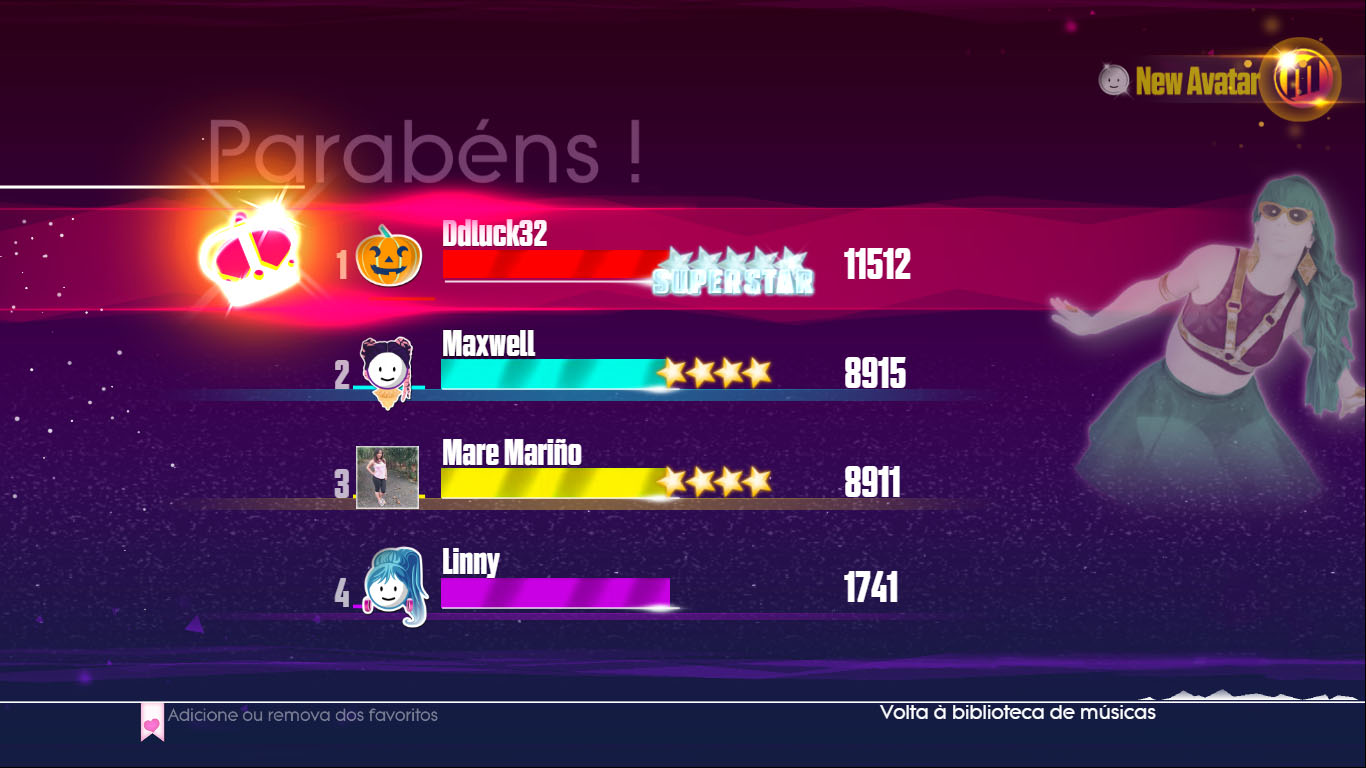 New Avatar
Parabéns !
1 Ddluck32 SUPERSTAR 11512
2 Maxwell 8915
3 Mare Mariño 8911
4 Linny 1741
Adicione ou remova dos favoritos
Volta à biblioteca de músicas